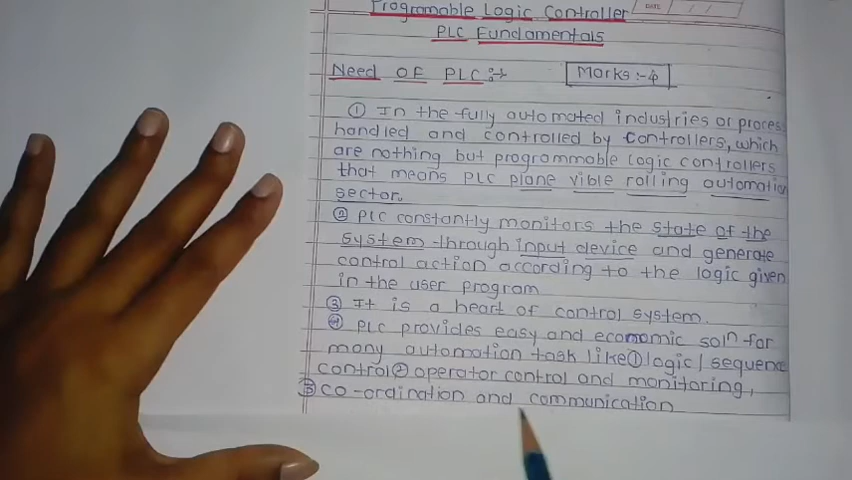 Programmable Logic Controller
DATE / /
PLC Fundamentals
Need OF PLC :→ Marks :- 4
① In the fully automated industries or proces
handled and controlled by controllers, which
are nothing but programmable logic controllers
that means PLC plane vible rolling automatio
sector.
② PLC constantly monitors the state of the
system through input device and generate
control action according to the logic given
in the user program
③ It is a heart of control system.
④ PLC provides easy and economic solⁿ for
many automation task like ① logic / sequence
control ② operator control and monitoring,
③ co-ordination and communication